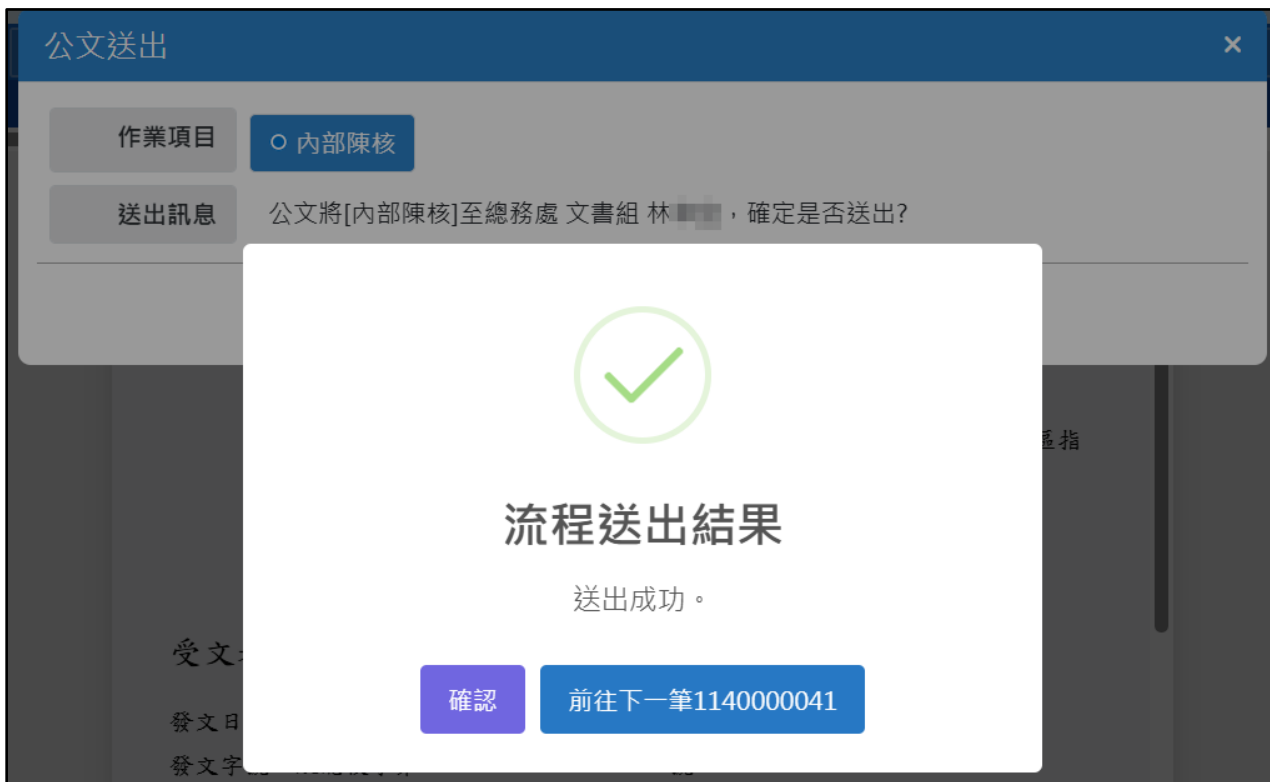 公文送出
×
作業項目
內部陳核
送出訊息
公文將[內部陳核]至總務處 文書組 林 ，確定是否送出?
區指
流程送出結果
送出成功。
受文
確認
前往下一筆1140000041
發文日
發文字